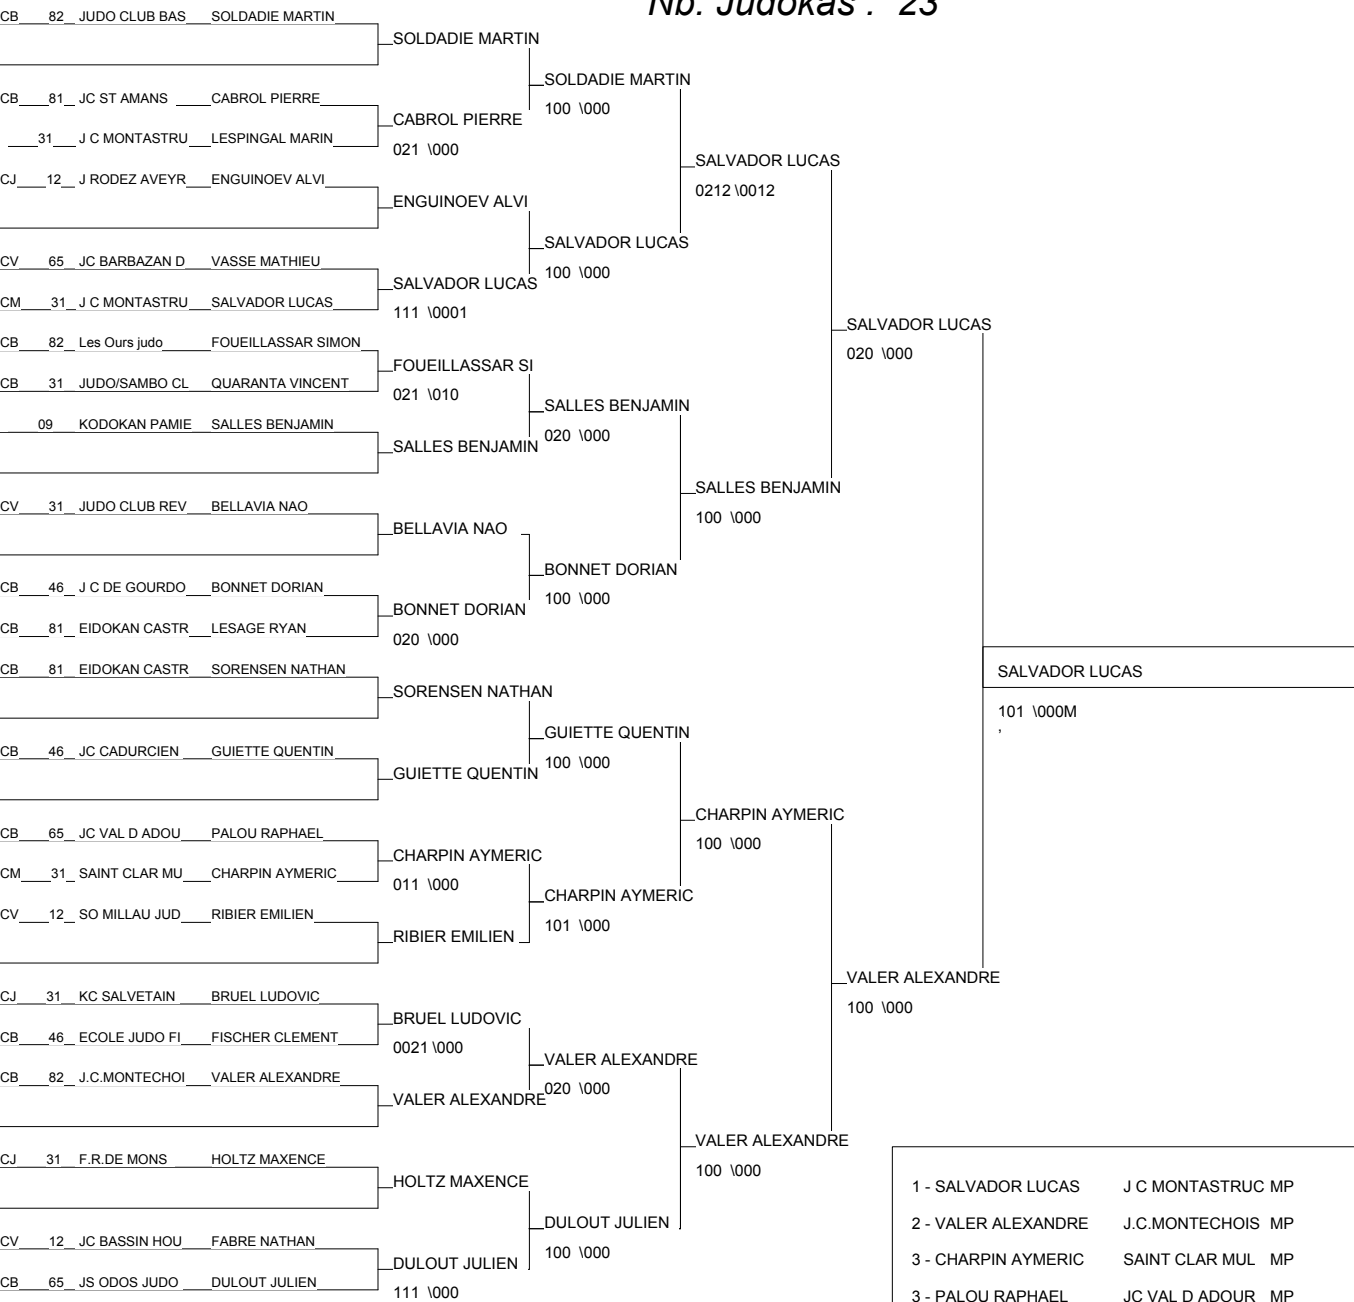 Nb. Judokas : 23
CB 82 JUDO CLUB BAS SOLDADIE MARTIN
SOLDADIE MARTIN
SOLDADIE MARTIN
100 \000
CB 81 JC ST AMANS CABROL PIERRE
CABROL PIERRE
021 \000
31 J C MONTASTRU LESPINGAL MARIN
SALVADOR LUCAS
0212 \0012
CJ 12 J RODEZ AVEYR ENGUINOEV ALVI
ENGUINOEV ALVI
SALVADOR LUCAS
100 \000
CV 65 JC BARBAZAN D VASSE MATHIEU
SALVADOR LUCAS
111 \0001
CM 31 J C MONTASTRU SALVADOR LUCAS
SALVADOR LUCAS
020 \000
CB 82 Les Ours judo FOUEILLASSAR SIMON
FOUEILLASSAR SI
021 \010
CB 31 JUDO/SAMBO CL QUARANTA VINCENT
SALLES BENJAMIN
020 \000
09 KODOKAN PAMIE SALLES BENJAMIN
SALLES BENJAMIN
SALLES BENJAMIN
100 \000
CV 31 JUDO CLUB REV BELLAVIA NAO
BELLAVIA NAO
BONNET DORIAN
100 \000
CB 46 J C DE GOURDO BONNET DORIAN
BONNET DORIAN
020 \000
CB 81 EIDOKAN CASTR LESAGE RYAN
CB 81 EIDOKAN CASTR SORENSEN NATHAN
SALVADOR LUCAS
101 \000M
,
SORENSEN NATHAN
GUIETTE QUENTIN
100 \000
CB 46 JC CADURCIEN GUIETTE QUENTIN
GUIETTE QUENTIN
CHARPIN AYMERIC
100 \000
CB 65 JC VAL D ADOU PALOU RAPHAEL
CHARPIN AYMERIC
011 \000
CM 31 SAINT CLAR MU CHARPIN AYMERIC
CHARPIN AYMERIC
101 \000
CV 12 SO MILLAU JUD RIBIER EMILIEN
RIBIER EMILIEN
VALER ALEXANDRE
100 \000
CJ 31 KC SALVETAIN BRUEL LUDOVIC
BRUEL LUDOVIC
0021 \000
CB 46 ECOLE JUDO FI FISCHER CLEMENT
VALER ALEXANDRE
020 \000
CB 82 J.C.MONTECHOI VALER ALEXANDRE
VALER ALEXANDRE
VALER ALEXANDRE
100 \000
CJ 31 F.R.DE MONS HOLTZ MAXENCE
HOLTZ MAXENCE
DULOUT JULIEN
100 \000
CV 12 JC BASSIN HOU FABRE NATHAN
DULOUT JULIEN
111 \000
CB 65 JS ODOS JUDO DULOUT JULIEN
1 - SALVADOR LUCAS J C MONTASTRUC MP
2 - VALER ALEXANDRE J.C.MONTECHOIS MP
3 - CHARPIN AYMERIC SAINT CLAR MUL MP
3 - PALOU RAPHAEL JC VAL D ADOUR MP